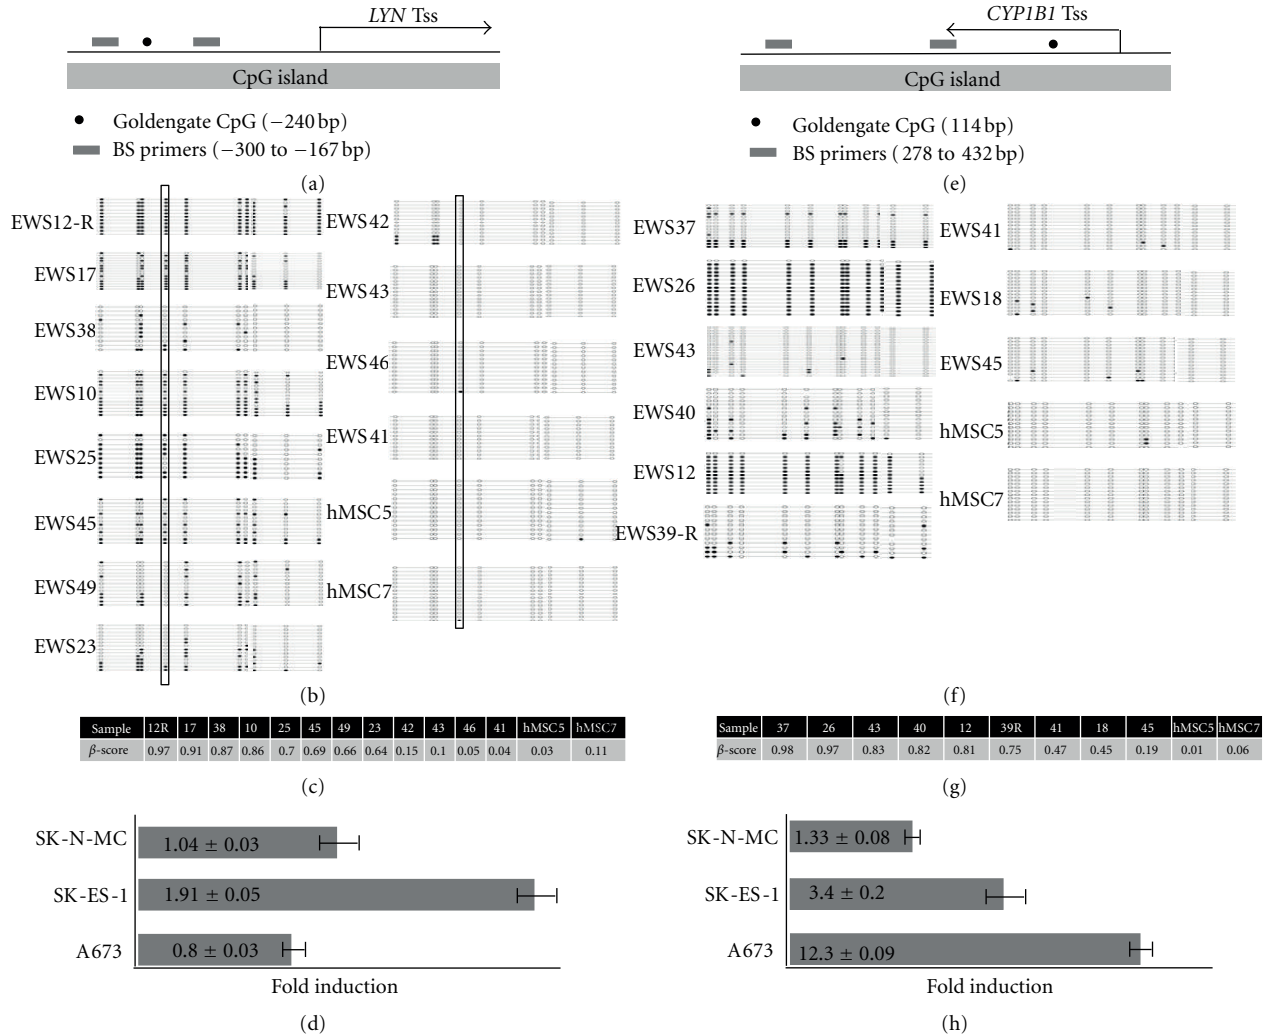 LYN Tss
CpG island
Goldengate CpG (−240 bp)
BS primers (−300 to −167 bp)
(a)
EWS12-R
EWS17
EWS38
EWS10
EWS25
EWS45
EWS49
EWS23
EWS42
EWS43
EWS46
EWS41
hMSC5
hMSC7
(b)
Sample 12R 17 38 10 25 45 49 23 42 43 46 41 hMSC5 hMSC7
β-score 0.97 0.91 0.87 0.86 0.7 0.69 0.66 0.64 0.15 0.1 0.05 0.04 0.03 0.11
(c)
SK-N-MC 1.04 ± 0.03
SK-ES-1 1.91 ± 0.05
A673 0.8 ± 0.03
Fold induction
(d)
CYP1B1 Tss
CpG island
Goldengate CpG (114 bp)
BS primers (278 to 432 bp)
(e)
EWS37
EWS26
EWS43
EWS40
EWS12
EWS39-R
EWS41
EWS18
EWS45
hMSC5
hMSC7
(f)
Sample 37 26 43 40 12 39R 41 18 45 hMSC5 hMSC7
β-score 0.98 0.97 0.83 0.82 0.81 0.75 0.47 0.45 0.19 0.01 0.06
(g)
SK-N-MC 1.33 ± 0.08
SK-ES-1 3.4 ± 0.2
A673 12.3 ± 0.09
Fold induction
(h)